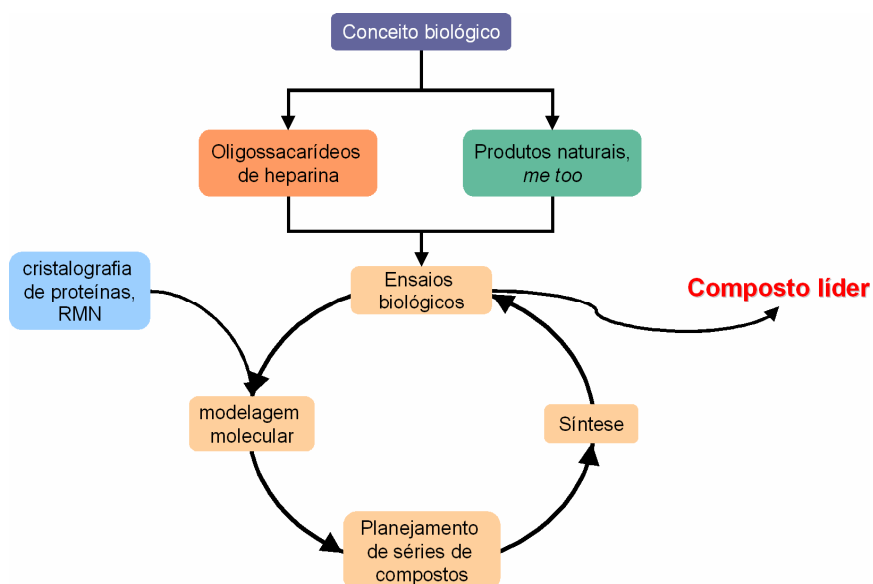 Conceito biológico
Oligossacarídeos
de heparina
Produtos naturais,
me too
cristalografia
de proteínas,
RMN
Ensaios
biológicos
Composto líder
modelagem
molecular
Síntese
Planejamento
de séries de
compostos